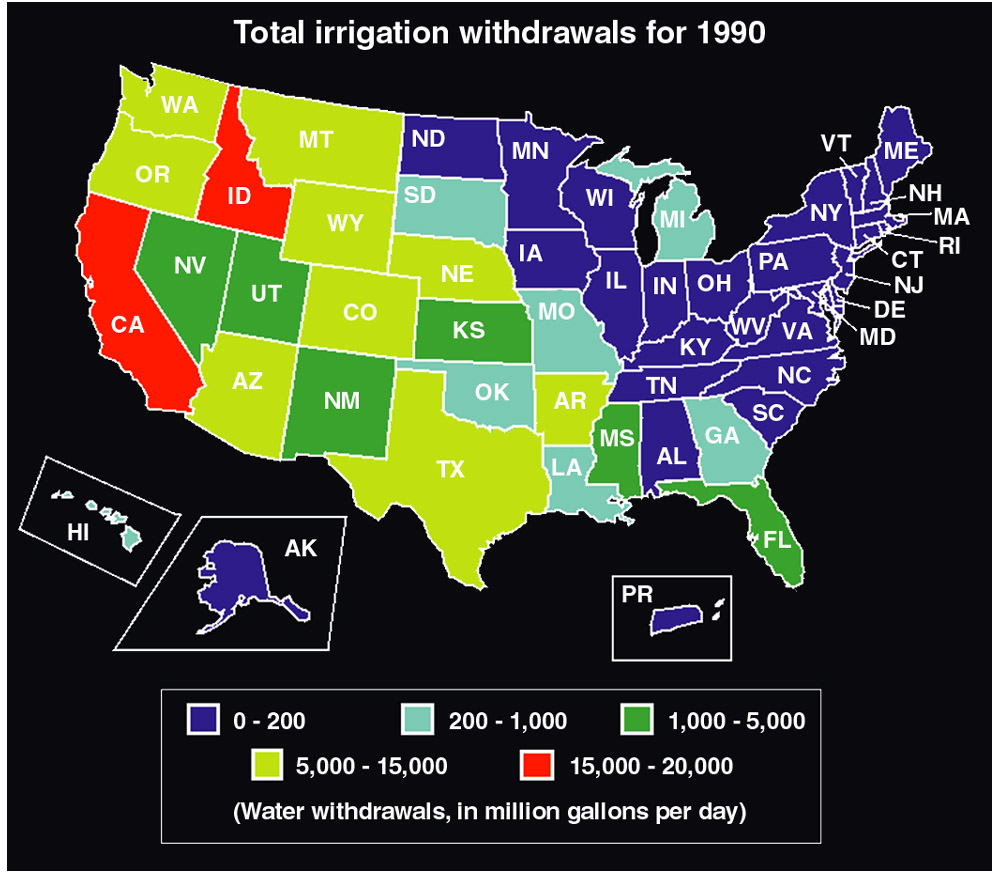 Total irrigation withdrawals for 1990
WA
MT
ND
MN
VT
ME
OR
ID
SD
WI
MI
NY
NH
MA
RI
WY
NV
UT
NE
IA
IL
IN
OH
PA
CT
NJ
DE
MD
CA
CO
KS
MO
KY
WV
VA
AZ
NM
OK
AR
TN
NC
SC
TX
LA
MS
AL
GA
FL
HI
AK
PR
0 - 200
200 - 1,000
1,000 - 5,000
5,000 - 15,000
15,000 - 20,000
(Water withdrawals, in million gallons per day)